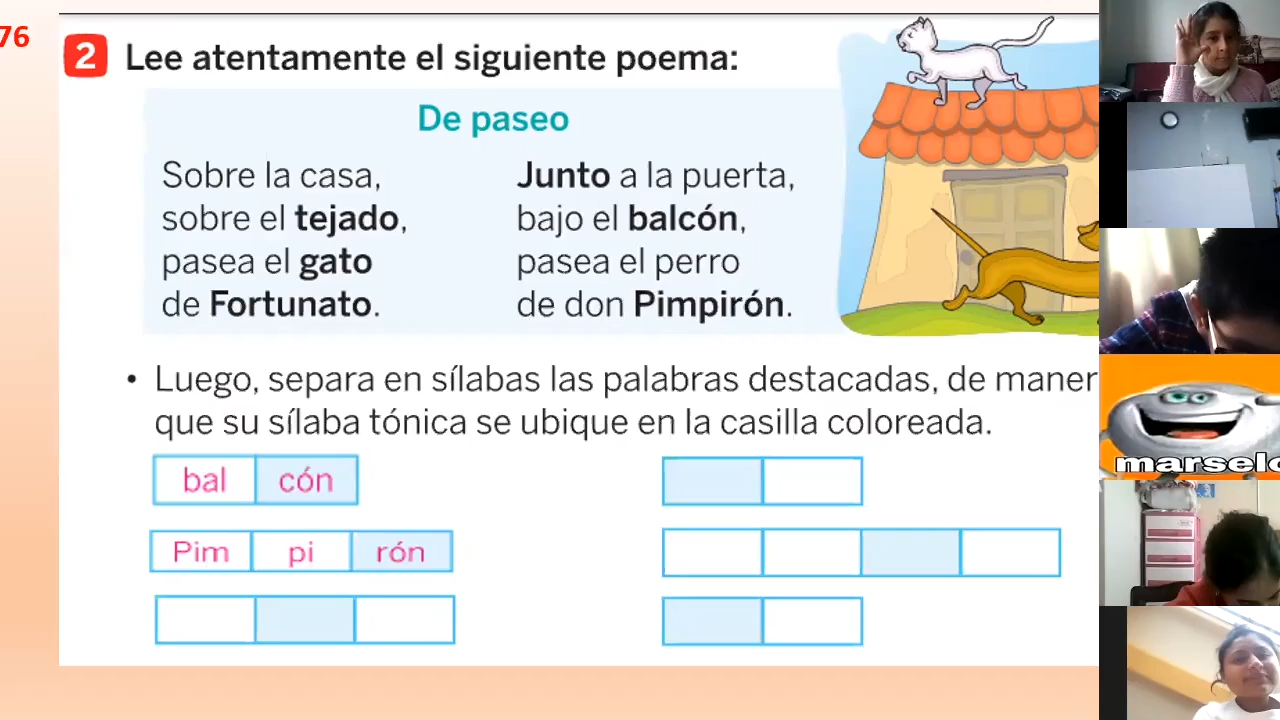 76
2 Lee atentamente el siguiente poema:
De paseo
Sobre la casa,
sobre el tejado,
pasea el gato
de Fortunato.
Junto a la puerta,
bajo el balcón,
pasea el perro
de don Pimpirón.
• Luego, separa en sílabas las palabras destacadas, de maner
que su sílaba tónica se ubique en la casilla coloreada.
bal cón
Pim pi rón
marselo